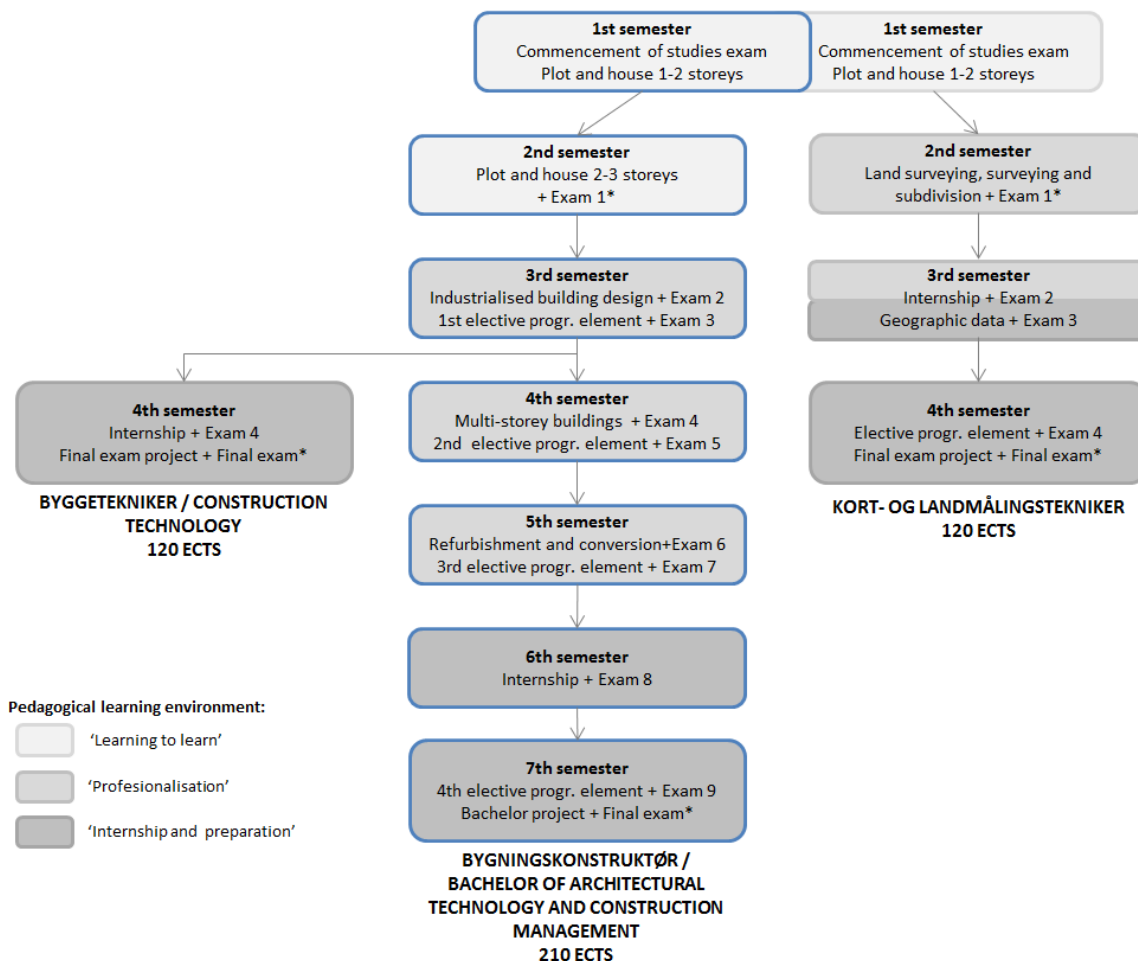 1st semester
Commencement of studies exam
Plot and house 1-2 storeys
1st semester
Commencement of studies exam
Plot and house 1-2 storeys
2nd semester
Plot and house 2-3 storeys
+ Exam 1*
2nd semester
Land surveying, surveying and
subdivision + Exam 1*
3rd semester
Industrialised building design + Exam 2
1st elective progr. element + Exam 3
3rd semester
Internship + Exam 2
Geographic data + Exam 3
4th semester
Internship + Exam 4
Final exam project + Final exam*
BYGGETEKNIKER / CONSTRUCTION
TECHNOLOGY
120 ECTS
4th semester
Multi-storey buildings + Exam 4
2nd elective progr. element + Exam 5
4th semester
Elective progr. element + Exam 4
Final exam project + Final exam*
KORT- OG LANDMÅLINGSTEKNIKER
120 ECTS
5th semester
Refurbishment and conversion+Exam 6
3rd elective progr. element + Exam 7
6th semester
Internship + Exam 8
7th semester
4th elective progr. element + Exam 9
Bachelor project + Final exam*
BYGNINGSKONSTRUKTØR /
BACHELOR OF ARCHITECTURAL
TECHNOLOGY AND CONSTRUCTION
MANAGEMENT
210 ECTS
Pedagogical learning environment:
‘Learning to learn’
‘Profesionalisation’
‘Internship and preparation’